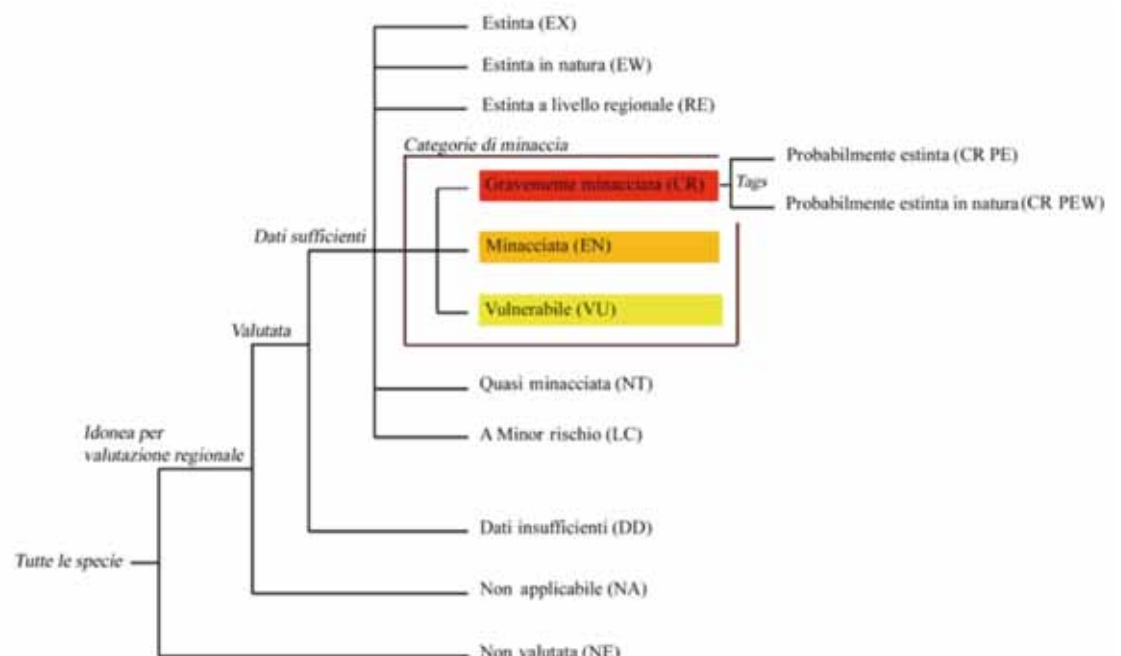 Estinta (EX)
Estinta in natura (EW)
Estinta a livello regionale (RE)
Categorie di minaccia
Probabilmente estinta (CR PE)
Gravemente minacciata (CR)
Tags
Probabilmente estinta in natura (CR PEW)
Dati sufficienti
Minacciata (EN)
Vulnerabile (VU)
Valutata
Quasi minacciata (NT)
A Minor rischio (LC)
Idonea per
valutazione regionale
Dati insufficienti (DD)
Tutte le specie
Non applicabile (NA)
Non valutata (NE)